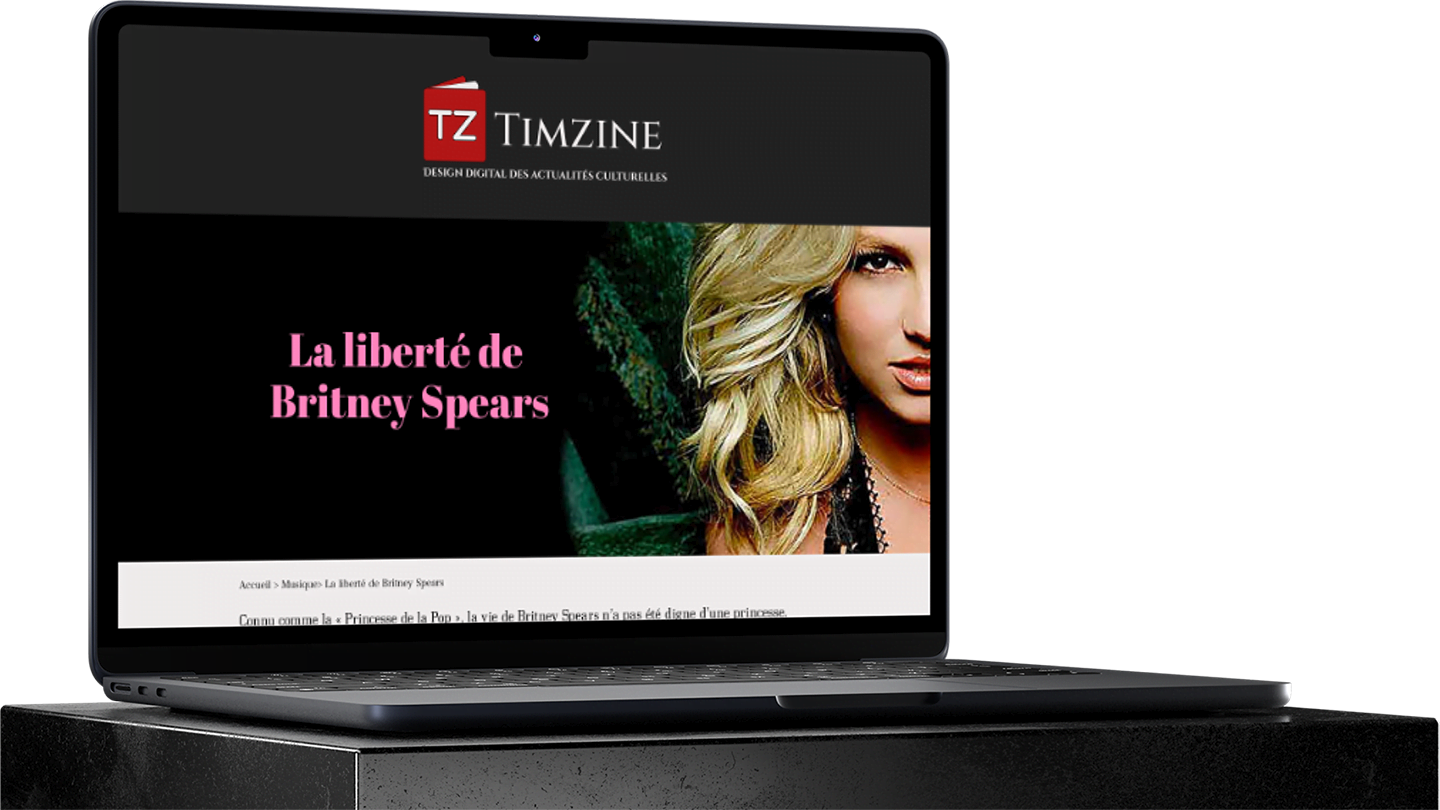 TZ TIMZINE
DESIGN DIGITAL DES ACTUALITÉS CULTURELLES
La liberté de
Britney Spears
Accueil > Musique> La liberté de Britney Spears
Connu comme la « Princesse de la Pop », la vie de Britney Spears n'a pas été digne d'une princesse.